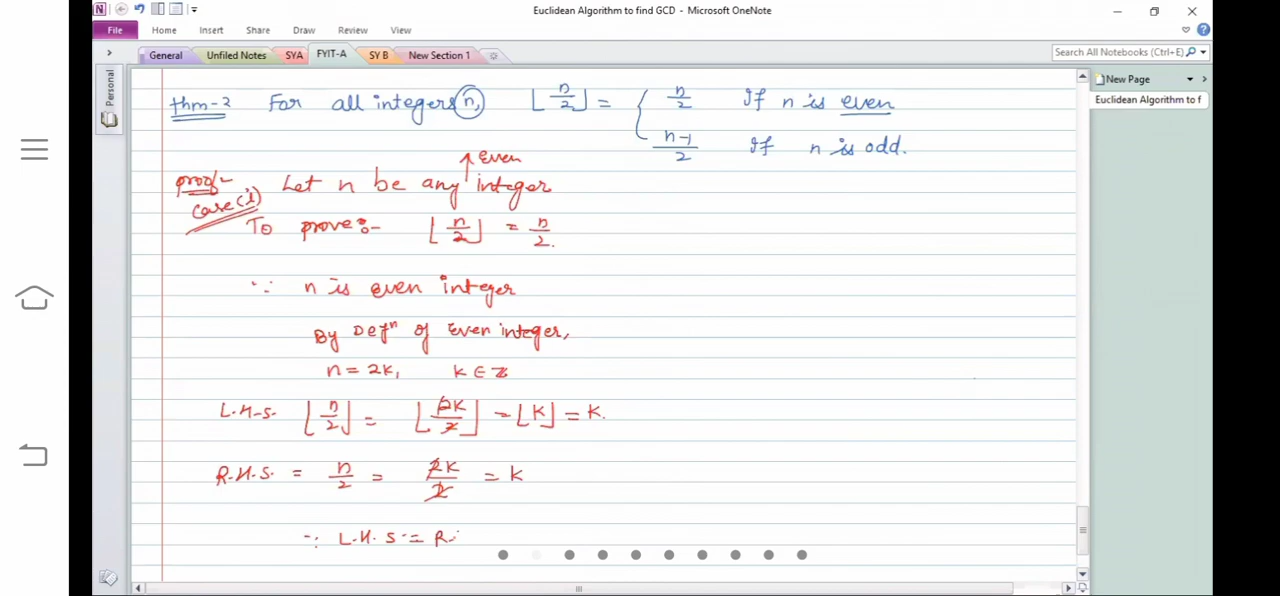 Euclidean Algorithm to find GCD - Microsoft OneNote
File Home Insert Share Draw Review View
General Unfiled Notes SYA FYIT-A SY B New Section 1
Search All Notebooks (Ctrl+E)
Personal
New Page
Euclidean Algorithm to f
thm-2 For all integers n, ⌊n/2⌋ = { n/2 If n is even
n-1/2 If n is odd.
↑ Even
proof- Let n be any integer
case(i)
To prove:- ⌊n/2⌋ = n/2.
∵ n is even integer
By Defⁿ of Even integer,
n = 2K, K ∈ Z
L.H.S. ⌊n/2⌋ = ⌊2K/2⌋ = ⌊K⌋ = K.
R.H.S. = n/2 = 2K/2 = K
∵ L.H.S = R.